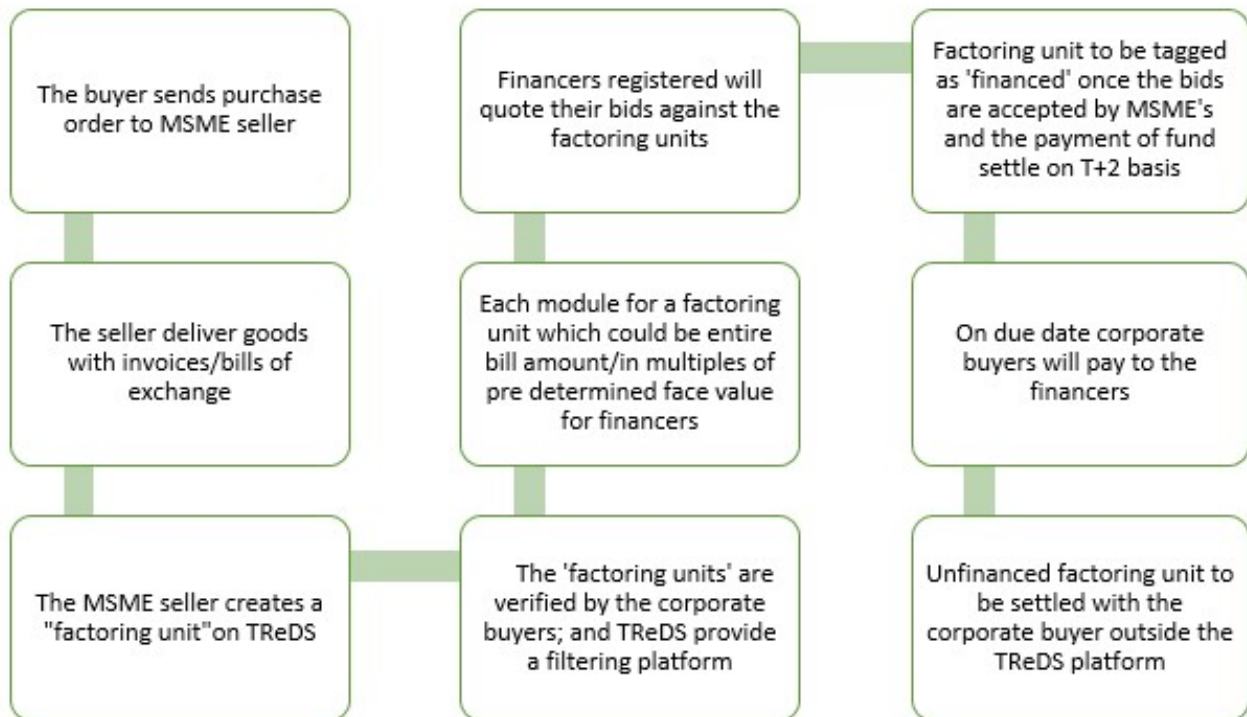 The buyer sends purchase
order to MSME seller
The seller deliver goods
with invoices/bills of
exchange
The MSME seller creates a
"factoring unit"on TReDS
The 'factoring units' are
verified by the corporate
buyers; and TReDS provide
a filtering platform
Each module for a factoring
unit which could be entire
bill amount/in multiples of
pre determined face value
for financers
Financers registered will
quote their bids against the
factoring units
Factoring unit to be tagged
as 'financed' once the bids
are accepted by MSME's
and the payment of fund
settle on T+2 basis
On due date corporate
buyers will pay to the
financers
Unfinanced factoring unit to
be settled with the
corporate buyer outside the
TReDS platform